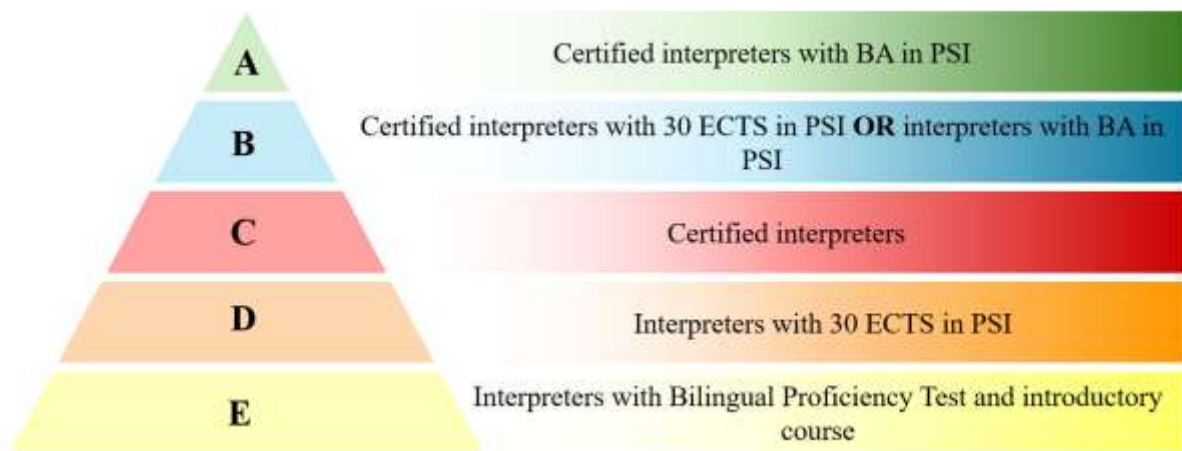 A
Certified interpreters with BA in PSI
B
Certified interpreters with 30 ECTS in PSI OR interpreters with BA in
PSI
C
Certified interpreters
D
Interpreters with 30 ECTS in PSI
E
Interpreters with Bilingual Proficiency Test and introductory
course